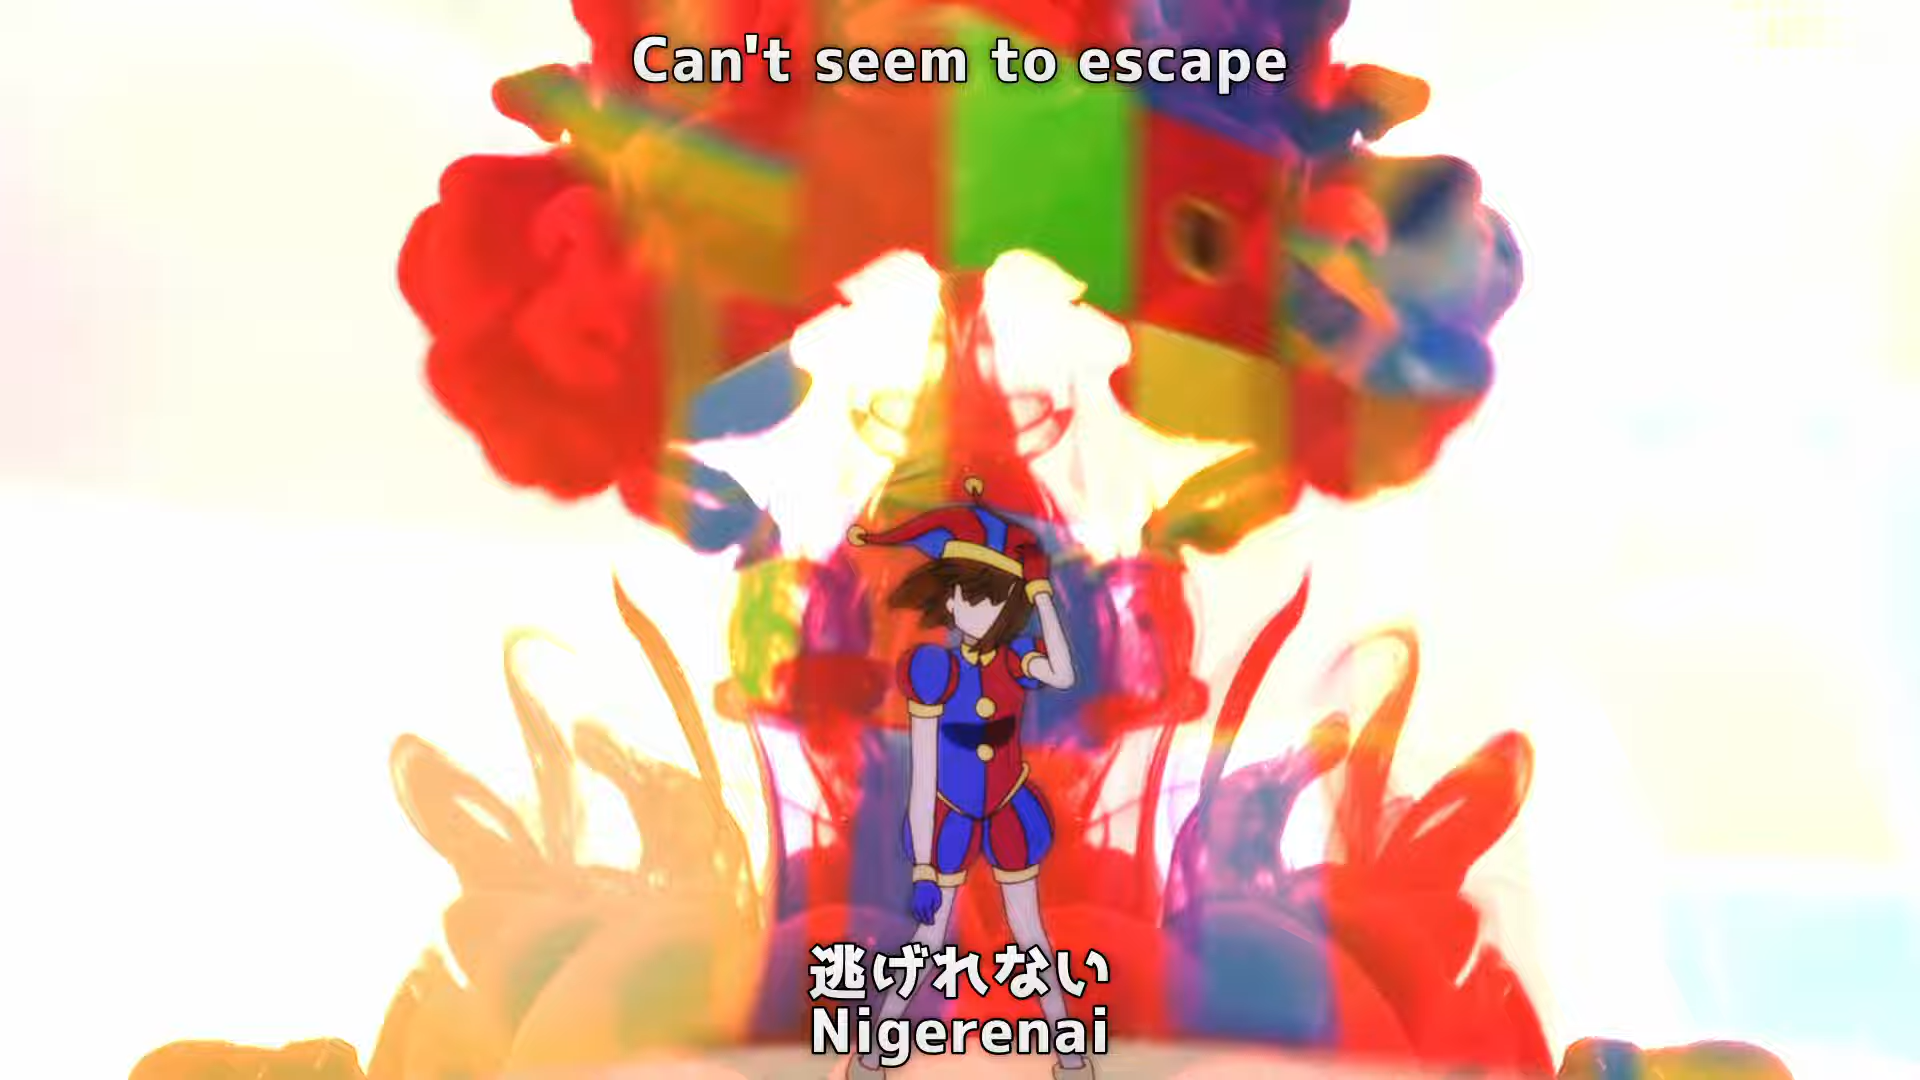 Can't seem to escape
逃げれない
Nigerenai